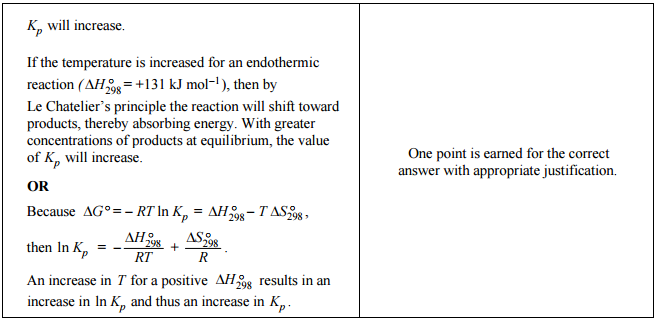 K_p will increase.
If the temperature is increased for an endothermic
reaction (ΔH°₂₉₈ = +131 kJ mol⁻¹), then by
Le Chatelier's principle the reaction will shift toward
products, thereby absorbing energy. With greater
concentrations of products at equilibrium, the value
of K_p will increase.
OR
Because ΔG° = − RT ln K_p = ΔH°₂₉₈ − T ΔS°₂₉₈ ,
then ln K_p = − ΔH°₂₉₈/RT + ΔS°₂₉₈/R .
An increase in T for a positive ΔH°₂₉₈ results in an
increase in ln K_p and thus an increase in K_p .
One point is earned for the correct
answer with appropriate justification.